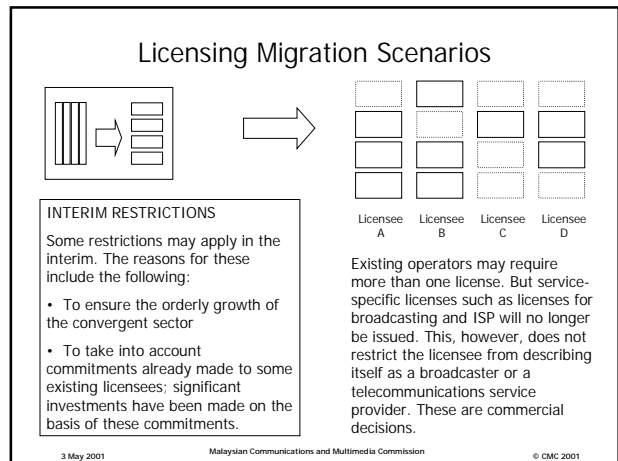 Licensing Migration Scenarios
INTERIM RESTRICTIONS
Some restrictions may apply in the
interim. The reasons for these
include the following:
• To ensure the orderly growth of
the convergent sector
• To take into account
commitments already made to some
existing licensees; significant
investments have been made on the
basis of these commitments.
Licensee
A
Licensee
B
Licensee
C
Licensee
D
Existing operators may require
more than one license. But service-
specific licenses such as licenses for
broadcasting and ISP will no longer
be issued. This, however, does not
restrict the licensee from describing
itself as a broadcaster or a
telecommunications service
provider. These are commercial
decisions.
3 May 2001
Malaysian Communications and Multimedia Commission
© CMC 2001